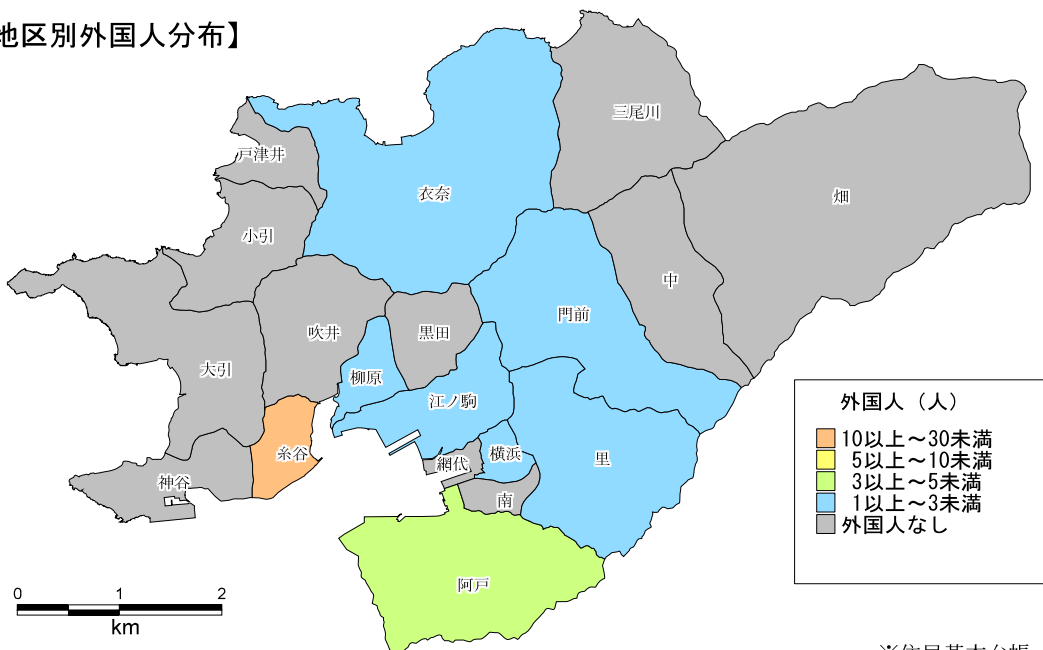 地区別外国人分布】
三尾川
戸津井
衣奈
畑
小引
中
門前
吹井
黒田
大引
柳原
江ノ駒
糸谷
網代
横浜
里
神谷
南
阿戸
外国人（人）
10以上～30未満
5以上～10未満
3以上～5未満
1以上～3未満
外国人なし
0 1 2
km